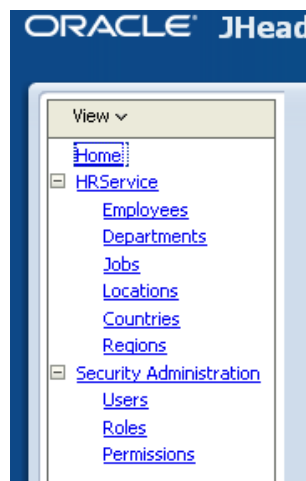 ORACLE JHead
View
Home
HRService
Employees
Departments
Jobs
Locations
Countries
Regions
Security Administration
Users
Roles
Permissions